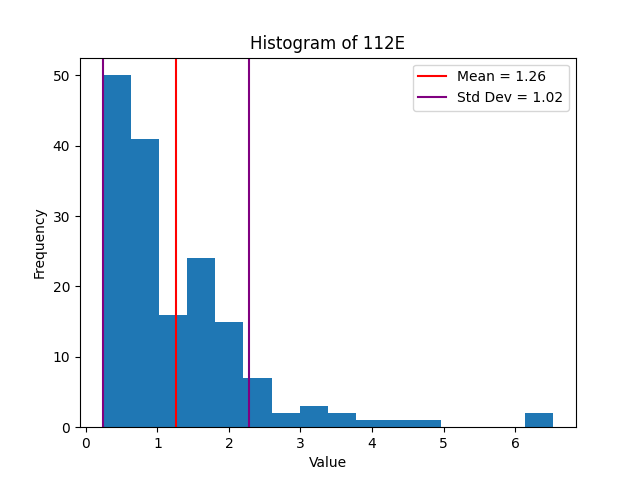 Histogram of 112E
Mean = 1.26
Std Dev = 1.02
Frequency
50
40
30
20
10
0
0 1 2 3 4 5 6
Value